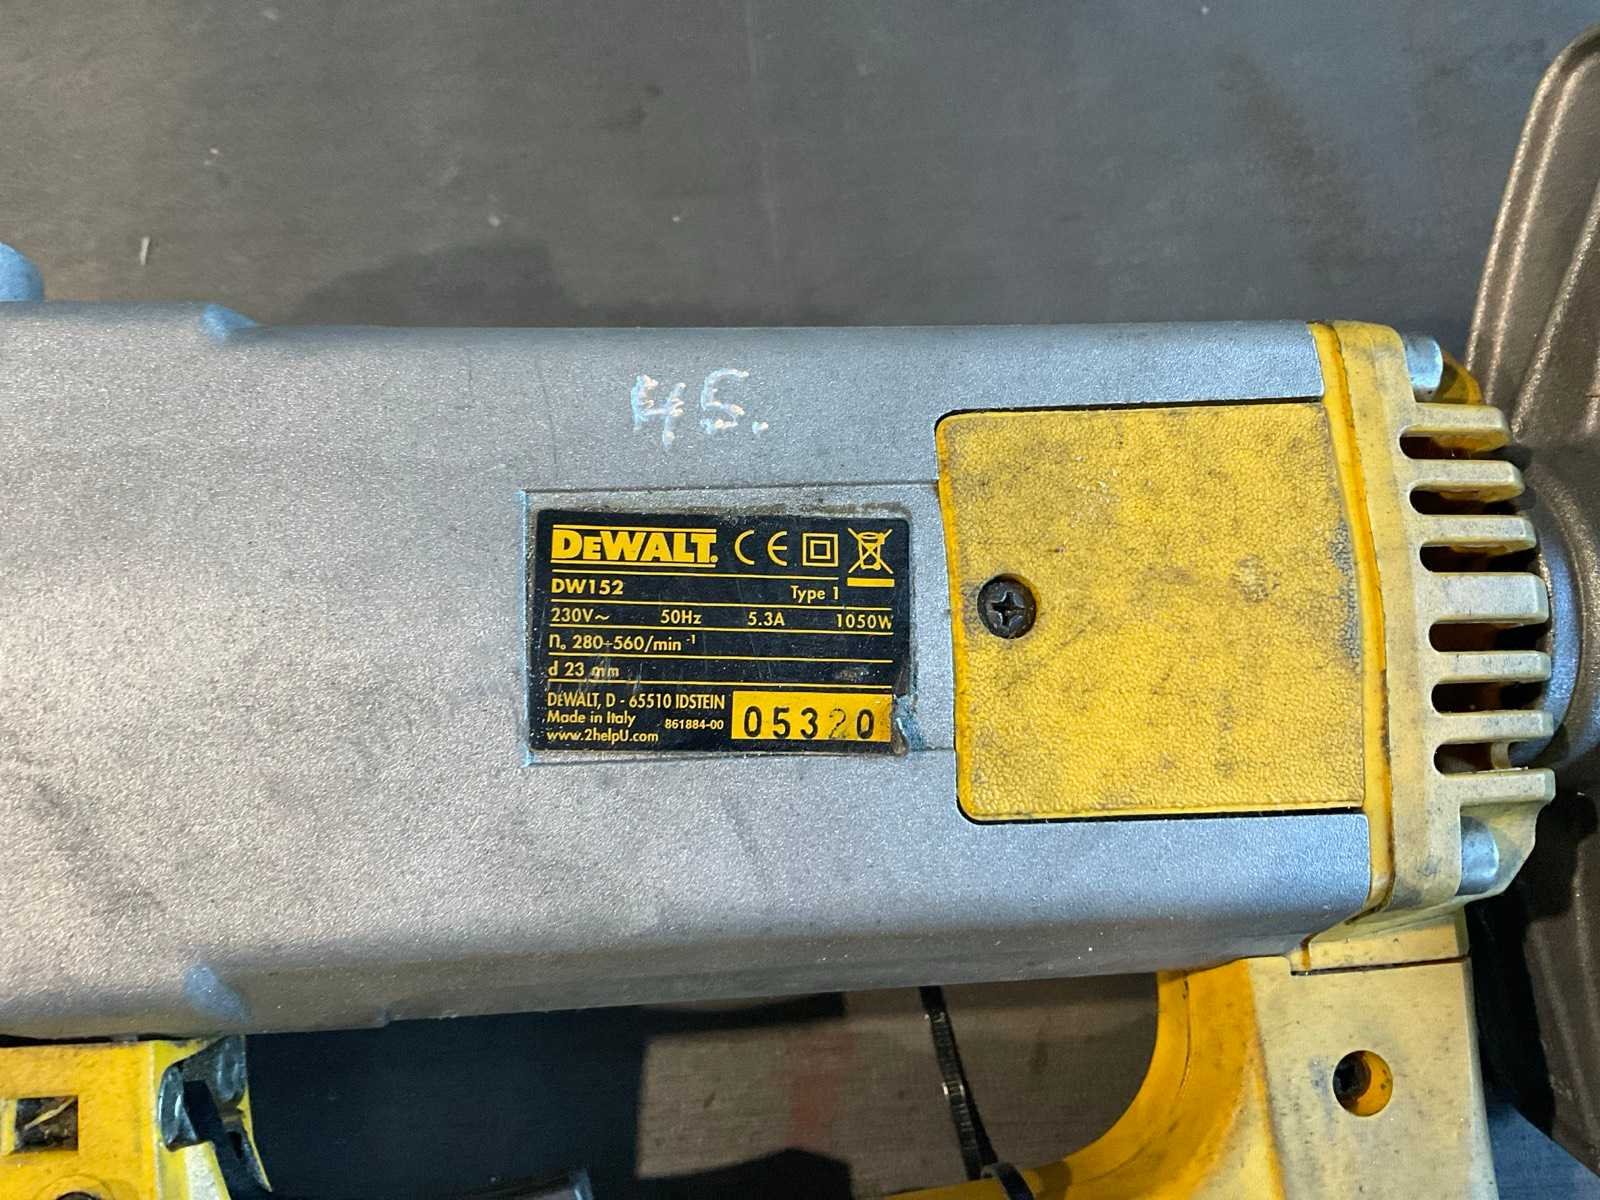 45.
DEWALT. CE
DW152 Type 1
230V~ 50Hz 5.3A 1050W
n₀ 280÷560/min⁻¹
d 23 mm
DEWALT, D - 65510 IDSTEIN
Made in Italy 861884-00 05320
www.2helpU.com